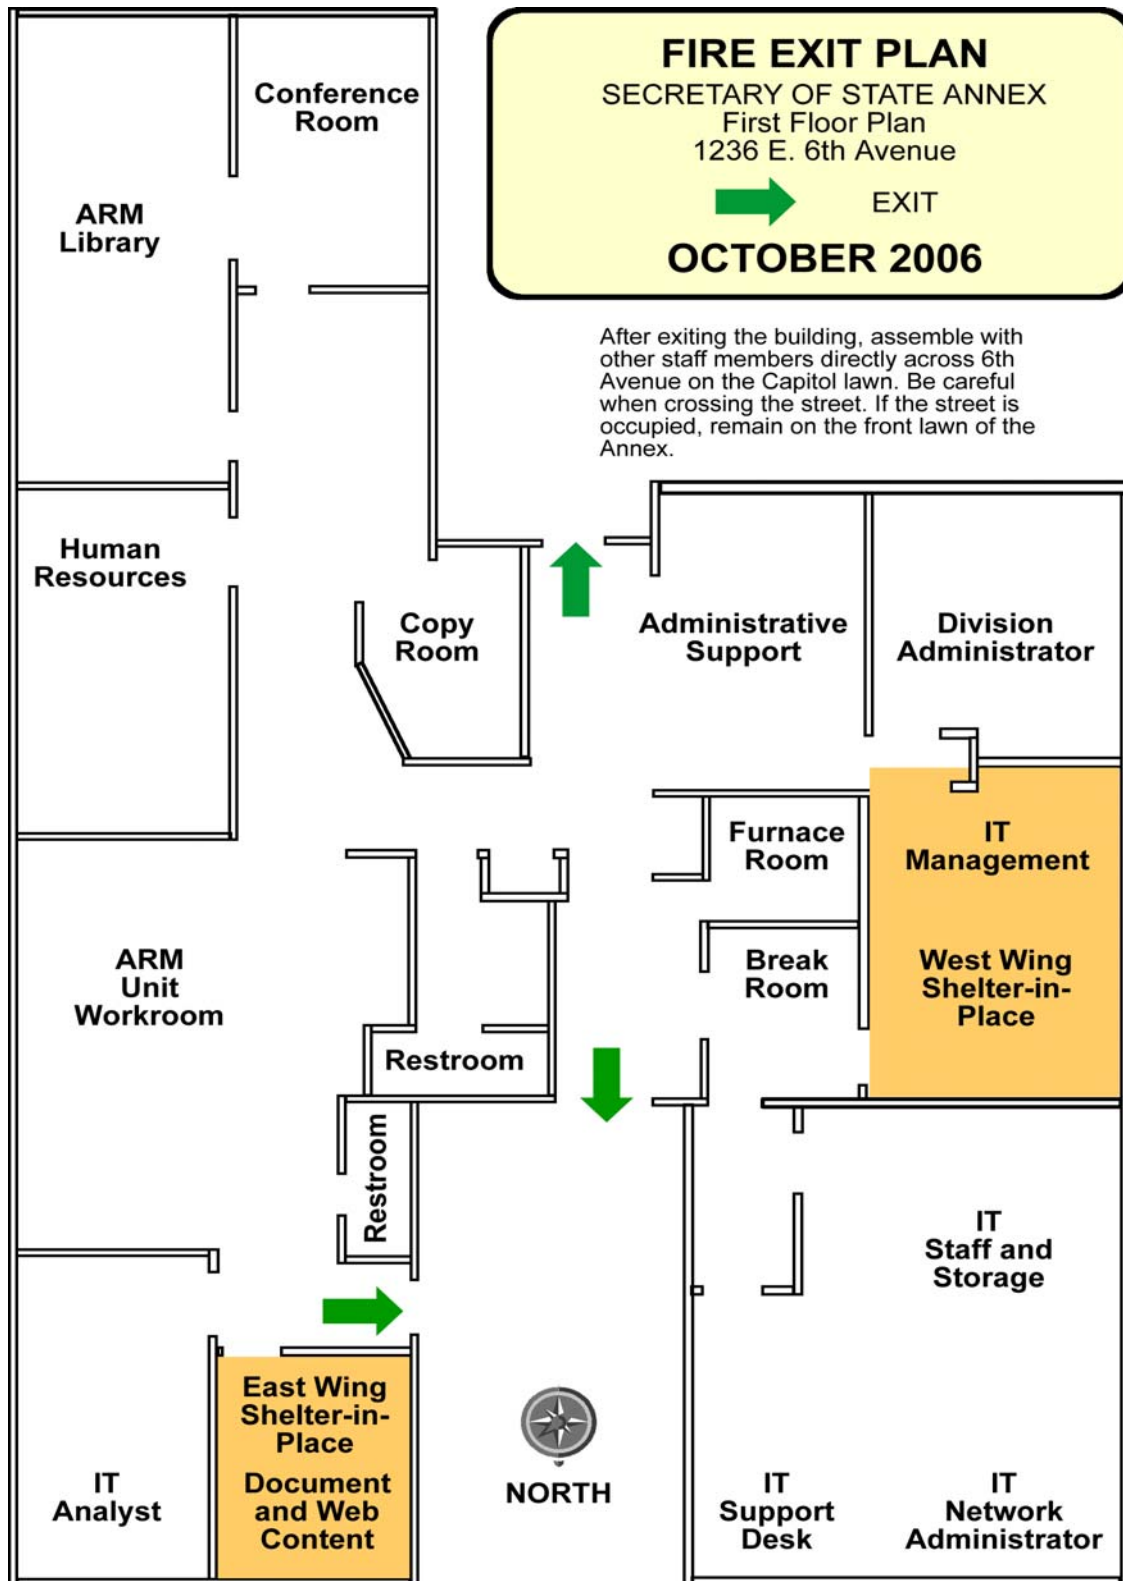 FIRE EXIT PLAN
SECRETARY OF STATE ANNEX
First Floor Plan
1236 E. 6th Avenue
EXIT
OCTOBER 2006
After exiting the building, assemble with
other staff members directly across 6th
Avenue on the Capitol lawn. Be careful
when crossing the street. If the street is
occupied, remain on the front lawn of the
Annex.
Conference
Room
ARM
Library
Human
Resources
Copy
Room
Administrative
Support
Division
Administrator
Furnace
Room
IT
Management
ARM
Unit
Workroom
Break
Room
West Wing
Shelter-in-
Place
Restroom
Restroom
IT
Staff and
Storage
East Wing
Shelter-in-
Place
Document
and Web
Content
IT
Analyst
NORTH
IT
Support
Desk
IT
Network
Administrator